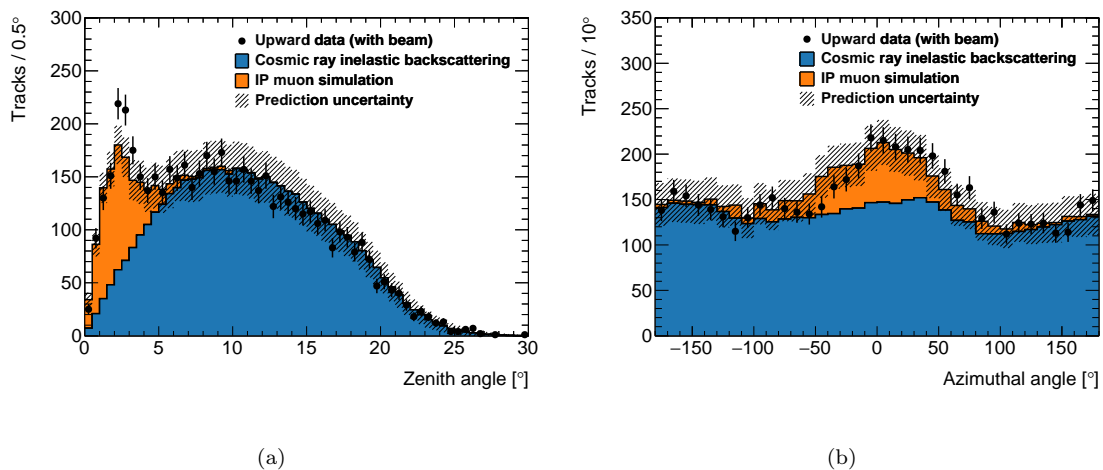 Tracks / 0.5°
300
250
200
150
100
50
0
Upward data (with beam)
Cosmic ray inelastic backscattering
IP muon simulation
Prediction uncertainty
0 5 10 15 20 25 30
Zenith angle [°]
(a)
Tracks / 10°
350
300
250
200
150
100
50
0
Upward data (with beam)
Cosmic ray inelastic backscattering
IP muon simulation
Prediction uncertainty
−150 −100 −50 0 50 100 150
Azimuthal angle [°]
(b)